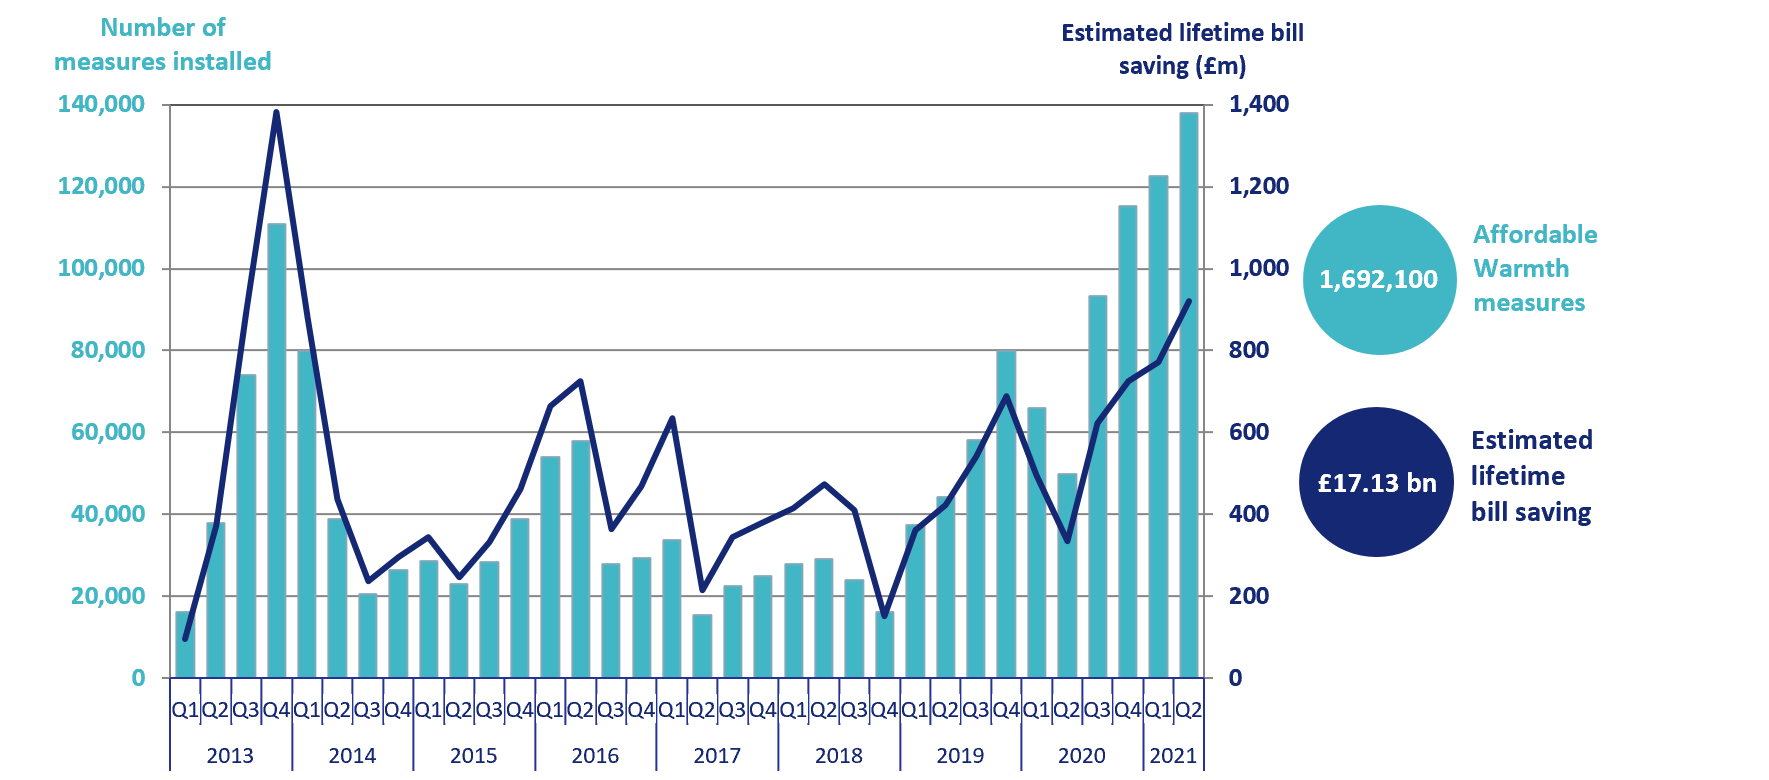 Number of
measures installed
Estimated lifetime bill
saving (£m)
140,000
120,000
100,000
80,000
60,000
40,000
20,000
0
1,400
1,200
1,000
800
600
400
200
0
Q1 Q2 Q3 Q4 Q1 Q2 Q3 Q4 Q1 Q2 Q3 Q4 Q1 Q2 Q3 Q4 Q1 Q2 Q3 Q4 Q1 Q2 Q3 Q4 Q1 Q2 Q3 Q4 Q1 Q2 Q3 Q4 Q1 Q2
2013 2014 2015 2016 2017 2018 2019 2020 2021
1,692,100
Affordable
Warmth
measures
£17.13 bn
Estimated
lifetime
bill saving